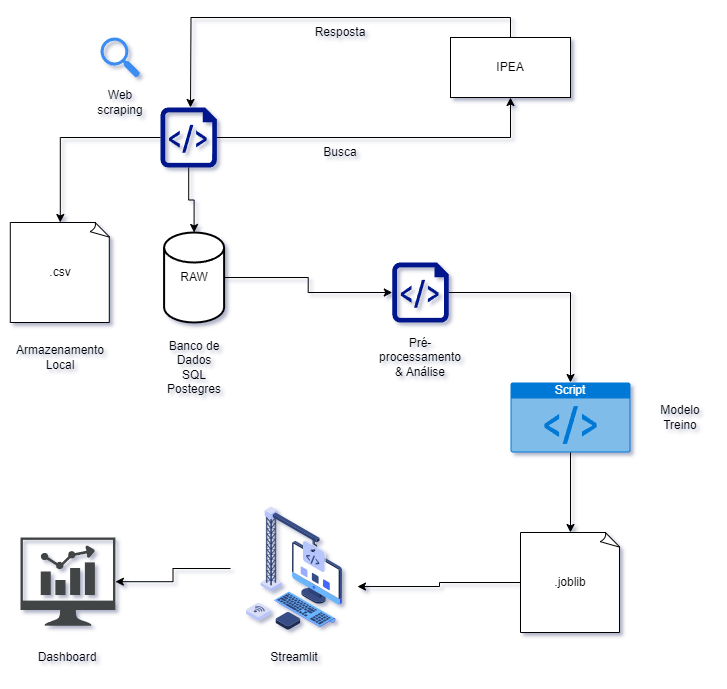 Resposta
IPEA
Web
scraping
</>
Busca
.csv
RAW
</>
Armazenamento
Local
Banco de
Dados
SQL
Postegres
Pré-
processamento
& Análise
Script
</>
Modelo
Treino
</>
.joblib
Dashboard
Streamlit